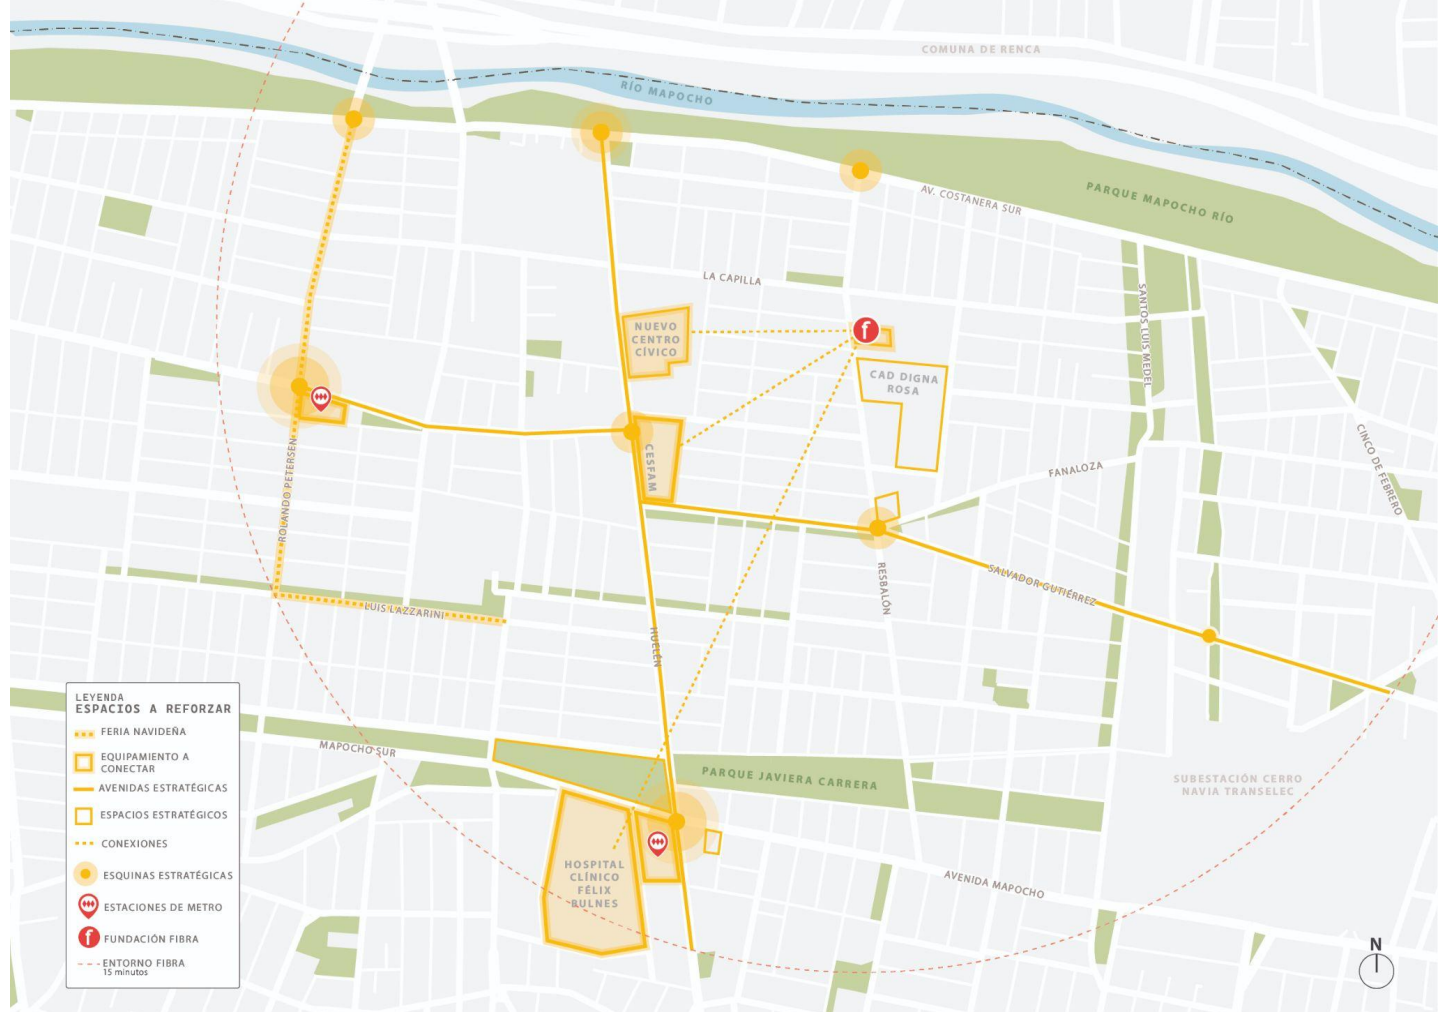 COMUNA DE RENCA
RÍO MAPOCHO
PARQUE MAPOCHO RÍO
AV. COSTANERA SUR
LA CAPILLA
SANTOS LUIS MEDEL
NUEVO
CENTRO
CÍVICO
f
CAD DIGNA
ROSA
CINCO DE FEBRERO
CESFAM
FANALOZA
ROLANDO PETERSEN
RESBALÓN
SALVADOR GUTIÉRREZ
LUIS LAZZARINI
HUELÉN
MAPOCHO SUR
PARQUE JAVIERA CARRERA
SUBESTACIÓN CERRO
NAVIA TRANSELEC
HOSPITAL
CLÍNICO
FÉLIX
BULNES
AVENIDA MAPOCHO
N
LEYENDA
ESPACIOS A REFORZAR
FERIA NAVIDEÑA
EQUIPAMIENTO A
CONECTAR
AVENIDAS ESTRATÉGICAS
ESPACIOS ESTRATÉGICOS
CONEXIONES
ESQUINAS ESTRATÉGICAS
ESTACIONES DE METRO
f FUNDACIÓN FIBRA
ENTORNO FIBRA
15 minutos